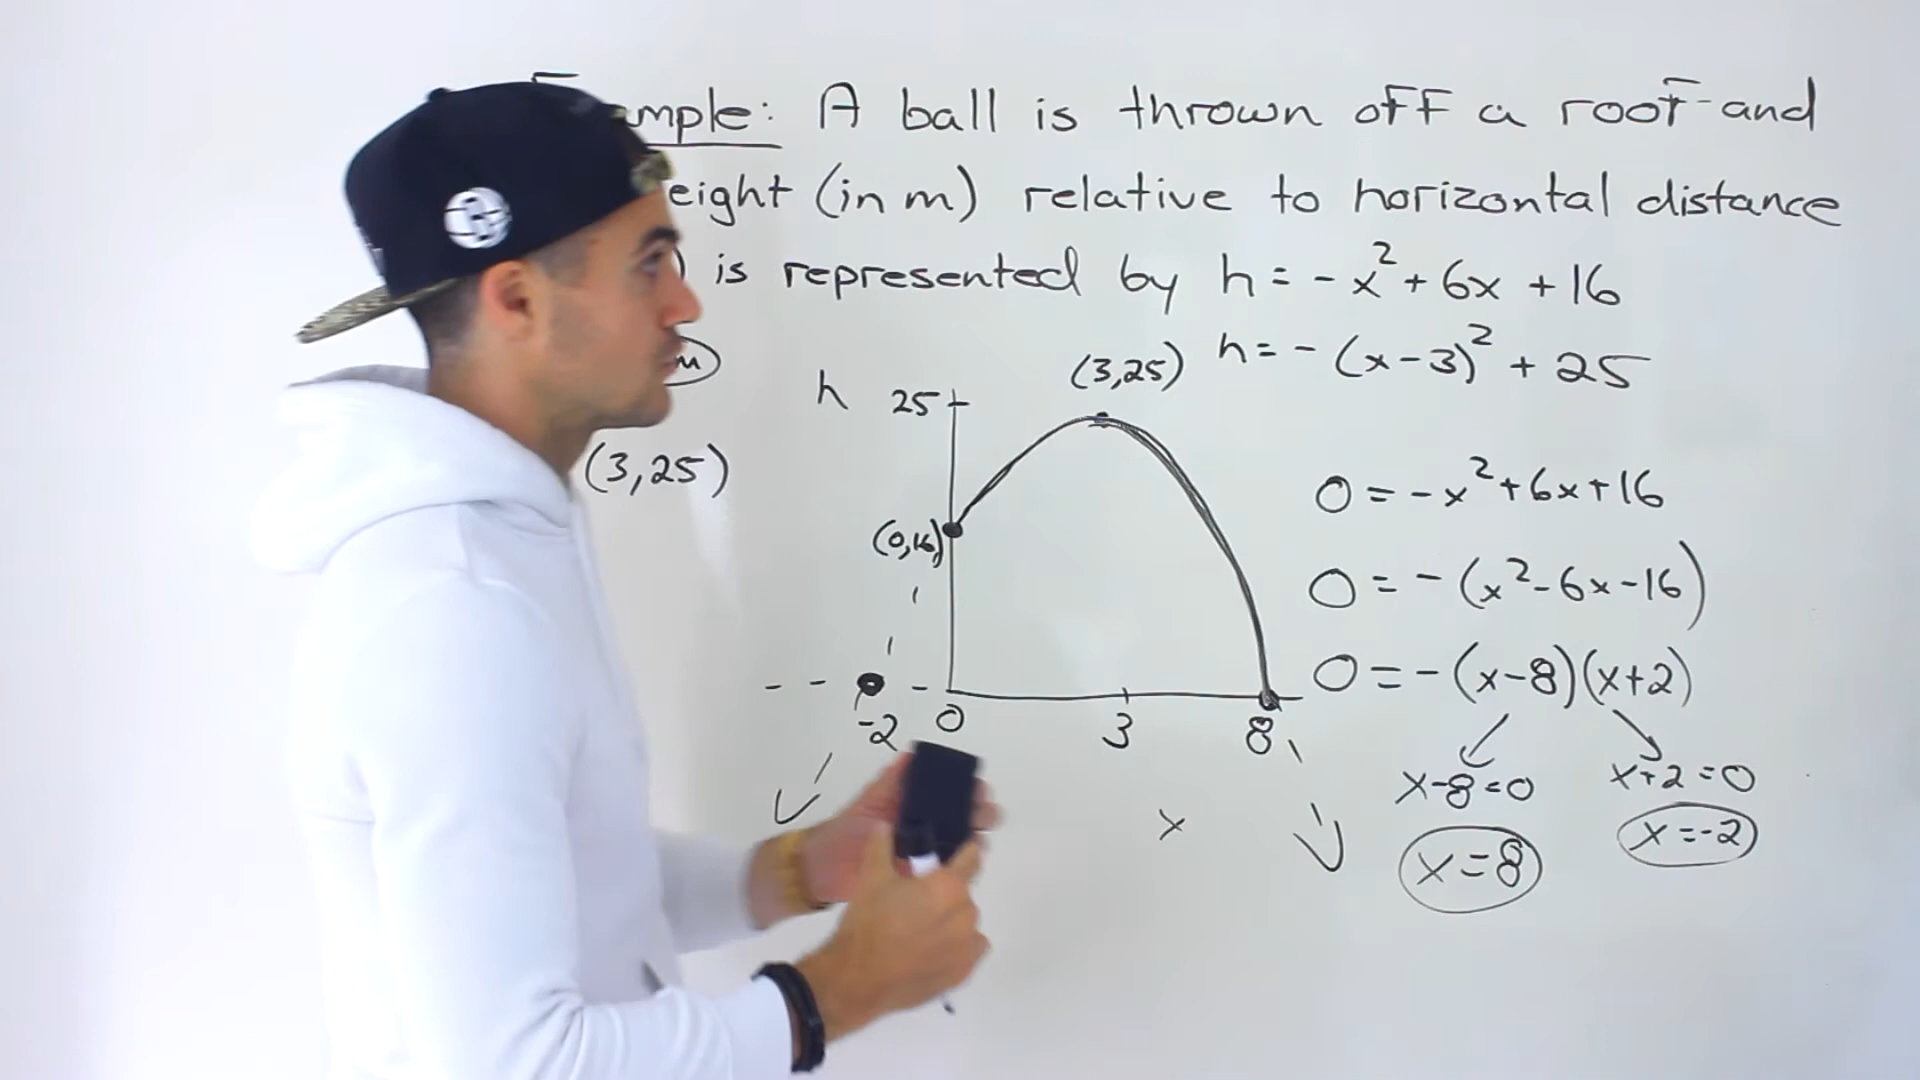 mple: A ball is thrown off a roof and
eight (in m) relative to horizontal distance
) is represented by h = -x² + 6x + 16
m
(3,25)
h = -(x-3)² + 25
h
25
(3,25)
0 = -x²+6x+16
(0,16)
0 = -(x²-6x-16)
0 = -(x-8)(x+2)
-2 0 3 8
x-8=0 x+2=0
x
x=8 x=-2